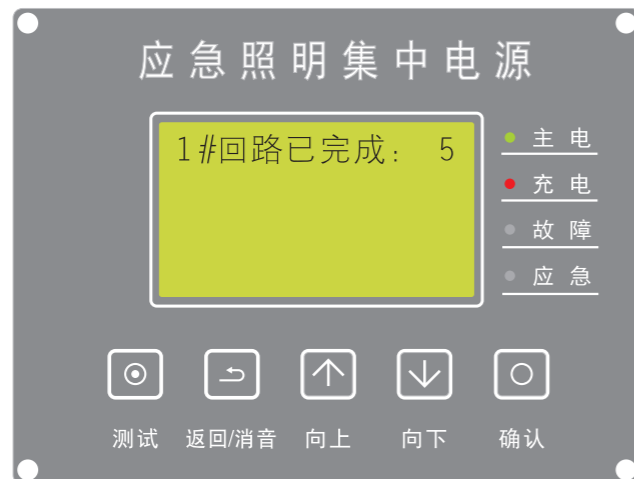 应急照明集中电源
1#回路已完成: 5
主电
充电
故障
应急
测试 返回/消音 向上 向下 确认